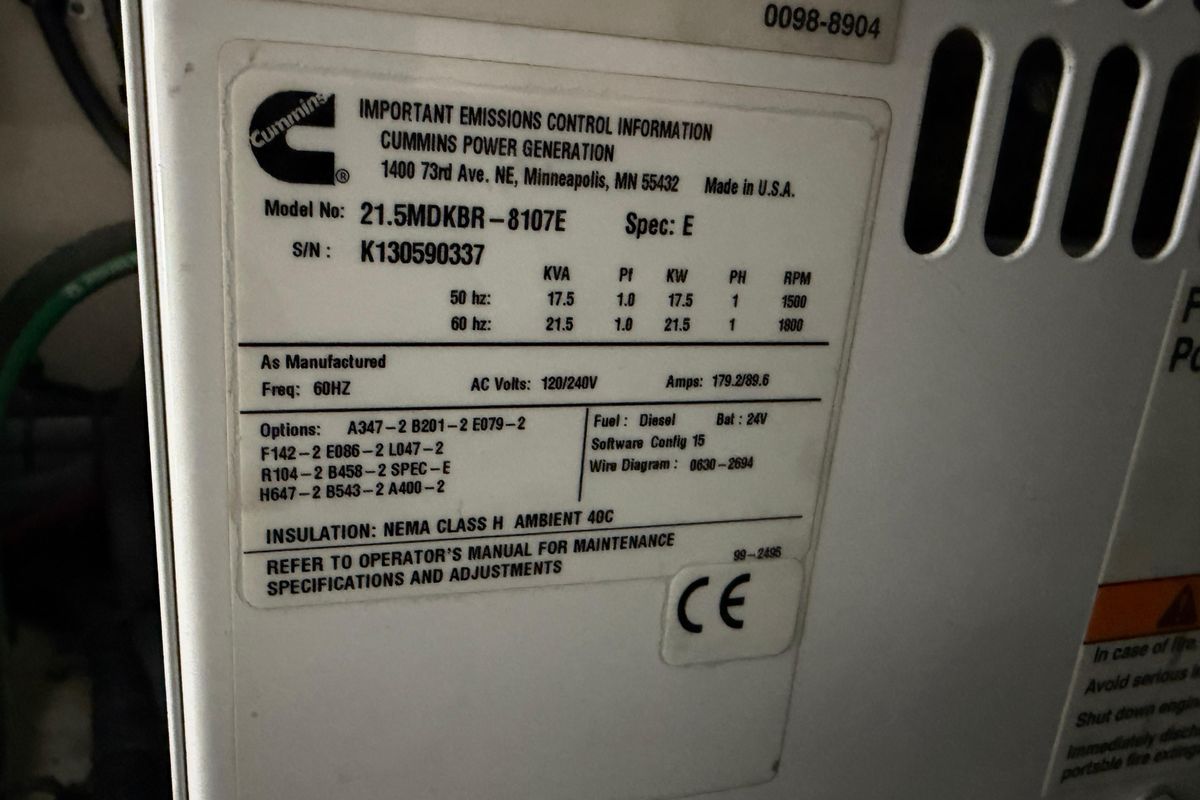 0098-8904
Cummins
®
IMPORTANT EMISSIONS CONTROL INFORMATION
CUMMINS POWER GENERATION
1400 73rd Ave. NE, Minneapolis, MN 55432 Made in U.S.A.
Model No: 21.5MDKBR-8107E Spec: E
S/N: K130590337
KVA Pf KW PH RPM
50 hz: 17.5 1.0 17.5 1 1500
60 hz: 21.5 1.0 21.5 1 1800
As Manufactured
Freq: 60HZ AC Volts: 120/240V Amps: 179.2/89.6
Options: A347-2 B201-2 E079-2
F142-2 E086-2 L047-2
R104-2 B458-2 SPEC-E
H647-2 B543-2 A400-2
Fuel: Diesel Bat: 24V
Software Config 15
Wire Diagram: 0630-2694
INSULATION: NEMA CLASS H AMBIENT 40C
REFER TO OPERATOR'S MANUAL FOR MAINTENANCE
SPECIFICATIONS AND ADJUSTMENTS
99-2495
CE
In case of fire,
Avoid serious
Shut down
Immediately
portable fire